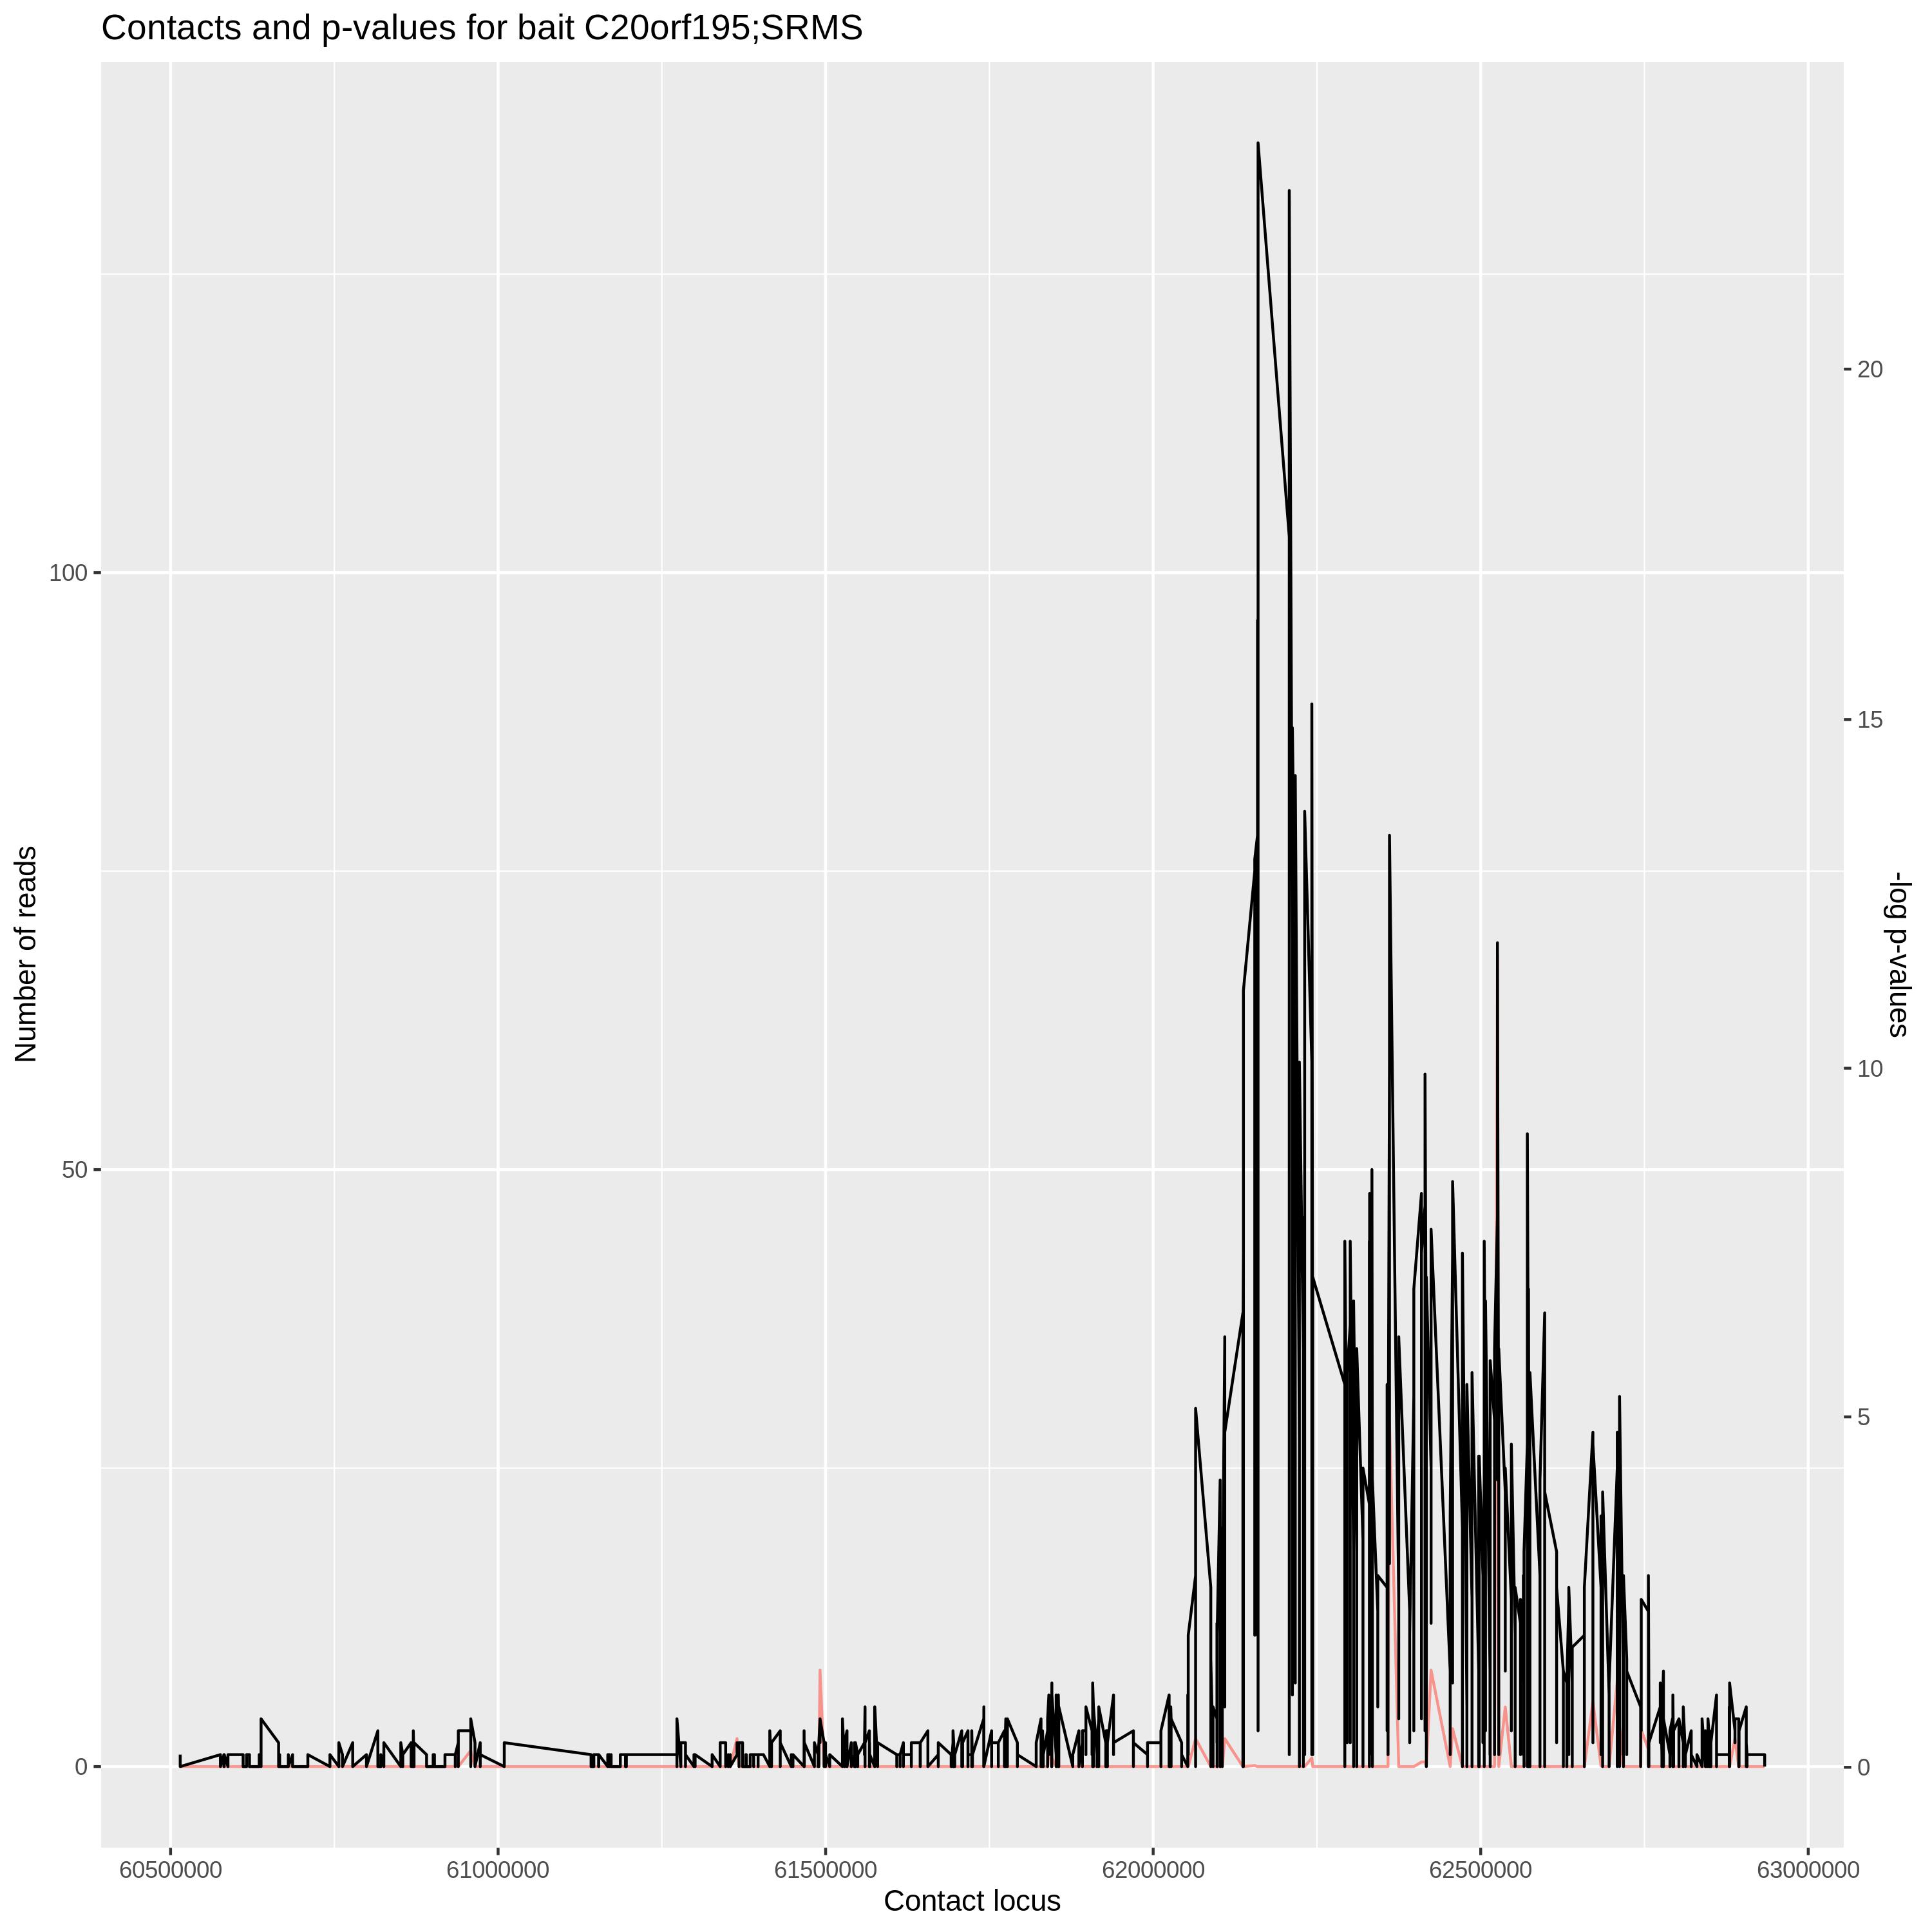 Contacts and p-values for bait C20orf195;SRMS
Number of reads
100
50
0
-log p-values
20
15
10
5
0
60500000 61000000 61500000 62000000 62500000 63000000
Contact locus